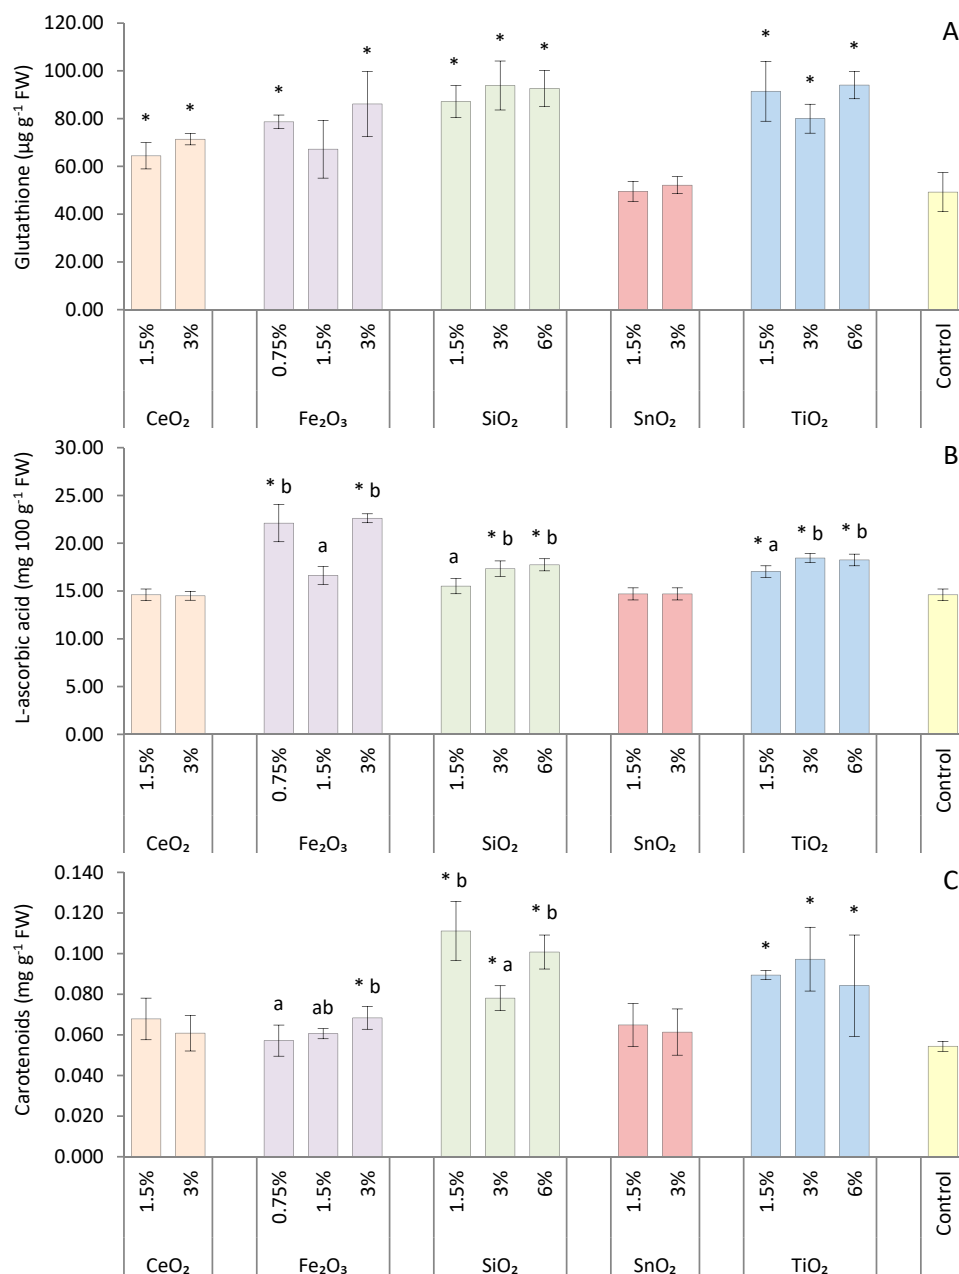 A
Glutathione (µg g⁻¹ FW)
120.00
100.00
80.00
60.00
40.00
20.00
0.00
* * * * * * * * * *
1.5% 3% 0.75% 1.5% 3% 1.5% 3% 6% 1.5% 3% 1.5% 3% 6% Control
CeO₂ Fe₂O₃ SiO₂ SnO₂ TiO₂
B
L-ascorbic acid (mg 100 g⁻¹ FW)
30.00
25.00
20.00
15.00
10.00
5.00
0.00
* b a * b a * b * b * a * b * b
1.5% 3% 0.75% 1.5% 3% 1.5% 3% 6% 1.5% 3% 1.5% 3% 6% Control
CeO₂ Fe₂O₃ SiO₂ SnO₂ TiO₂
C
Carotenoids (mg g⁻¹ FW)
0.140
0.120
0.100
0.080
0.060
0.040
0.020
0.000
a ab * b * b * a * b * * *
1.5% 3% 0.75% 1.5% 3% 1.5% 3% 6% 1.5% 3% 1.5% 3% 6% Control
CeO₂ Fe₂O₃ SiO₂ SnO₂ TiO₂